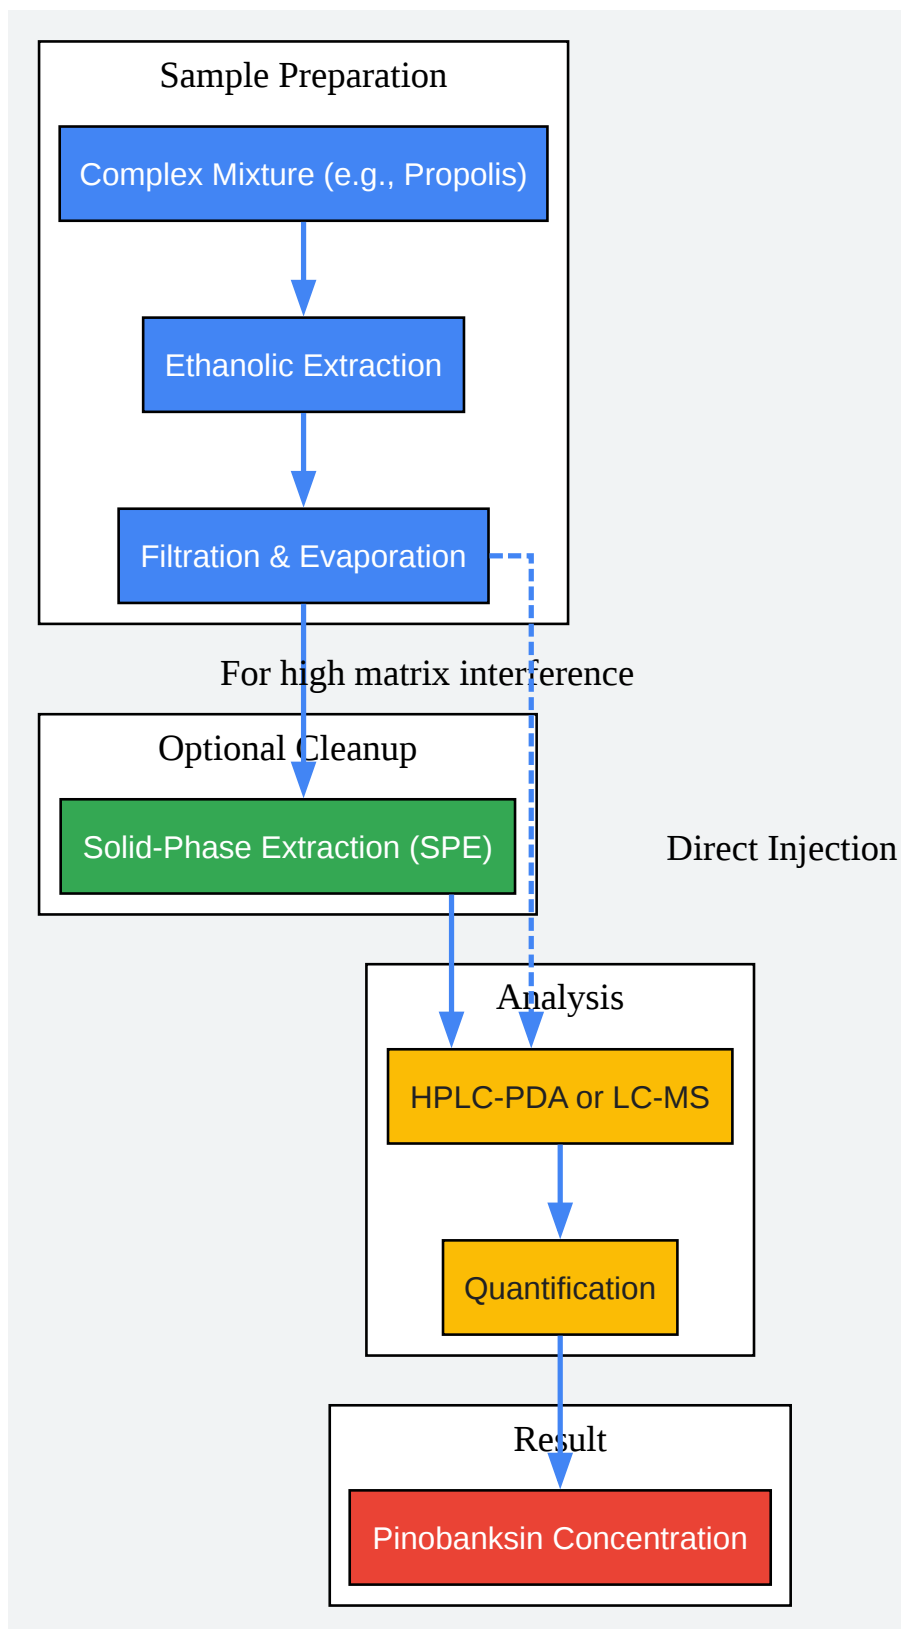 Sample Preparation
Complex Mixture (e.g., Propolis)
Ethanolic Extraction
Filtration & Evaporation
For high matrix interference
Optional Cleanup
Solid-Phase Extraction (SPE)
Direct Injection
Analysis
HPLC-PDA or LC-MS
Quantification
Result
Pinobanksin Concentration